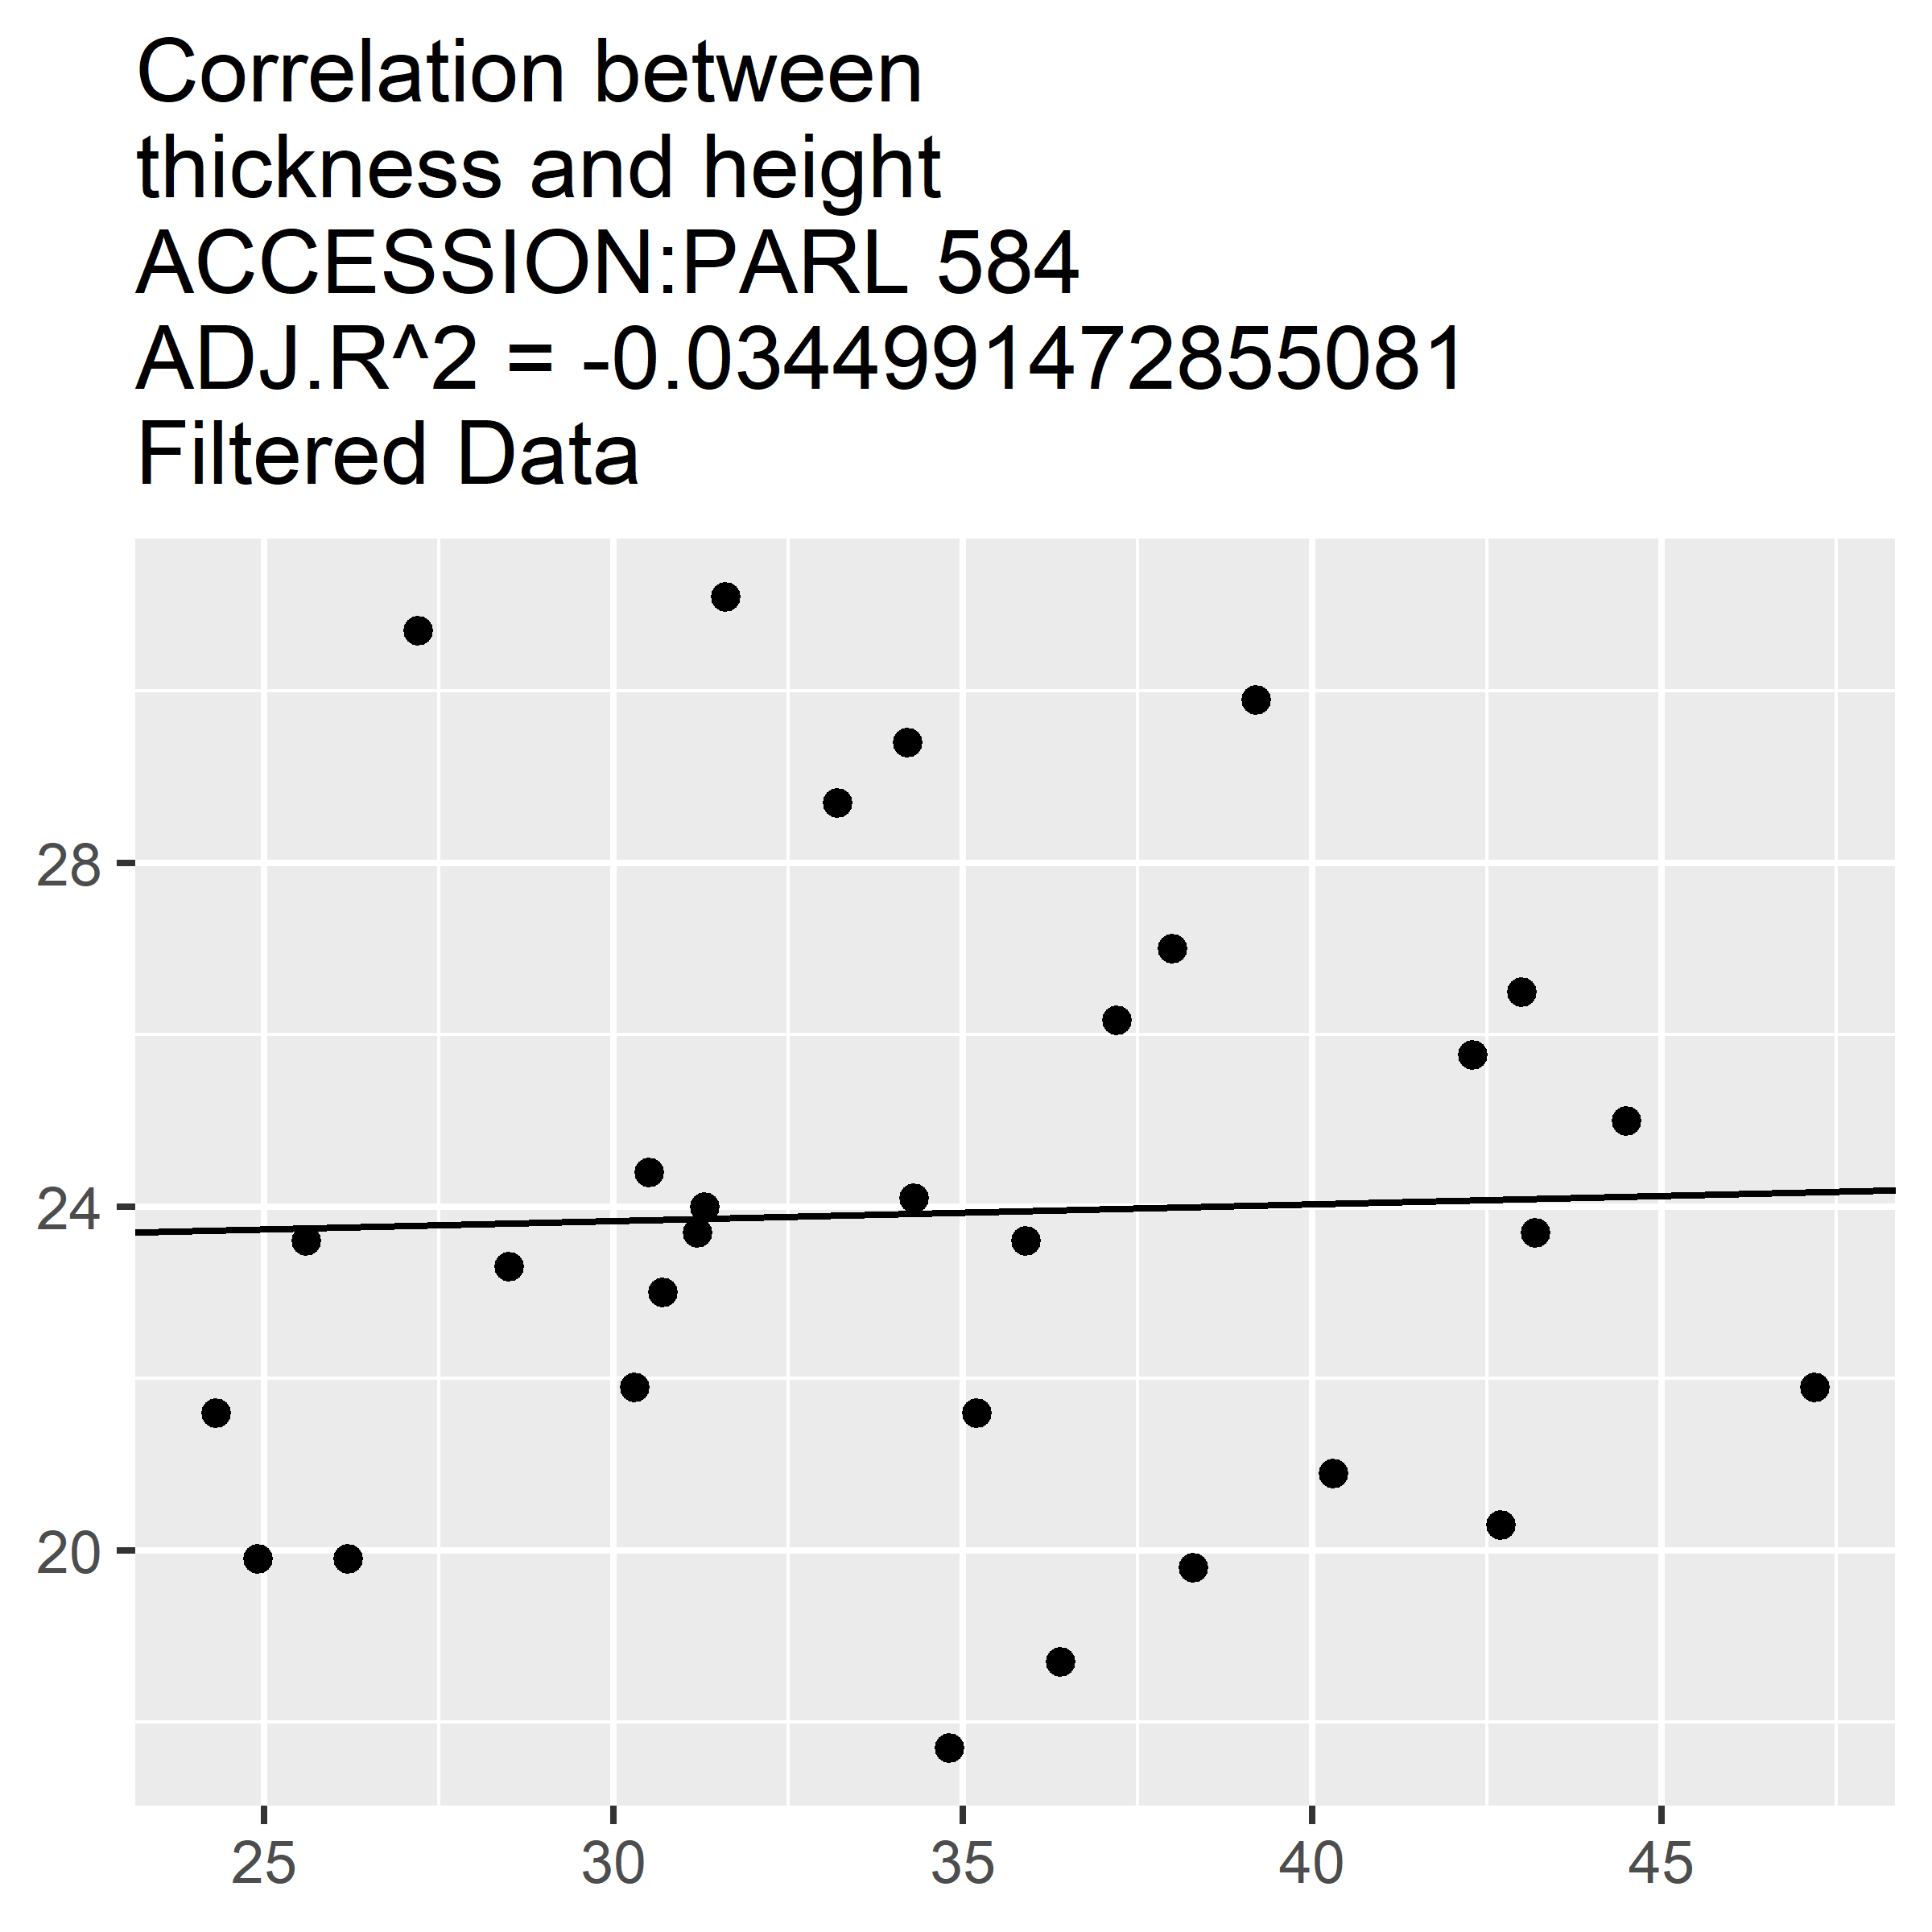 Correlation between
thickness and height
ACCESSION:PARL 584
ADJ.R^2 = -0.0344991472855081
Filtered Data
28
24
20
25 30 35 40 45